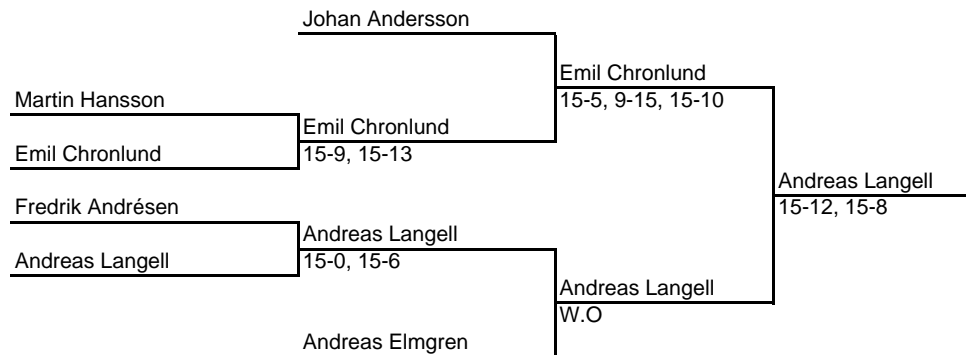 Johan Andersson
Emil Chronlund
15-5, 9-15, 15-10
Martin Hansson
Emil Chronlund
15-9, 15-13
Emil Chronlund
Andreas Langell
15-12, 15-8
Fredrik Andrésen
Andreas Langell
15-0, 15-6
Andreas Langell
Andreas Langell
W.O
Andreas Elmgren